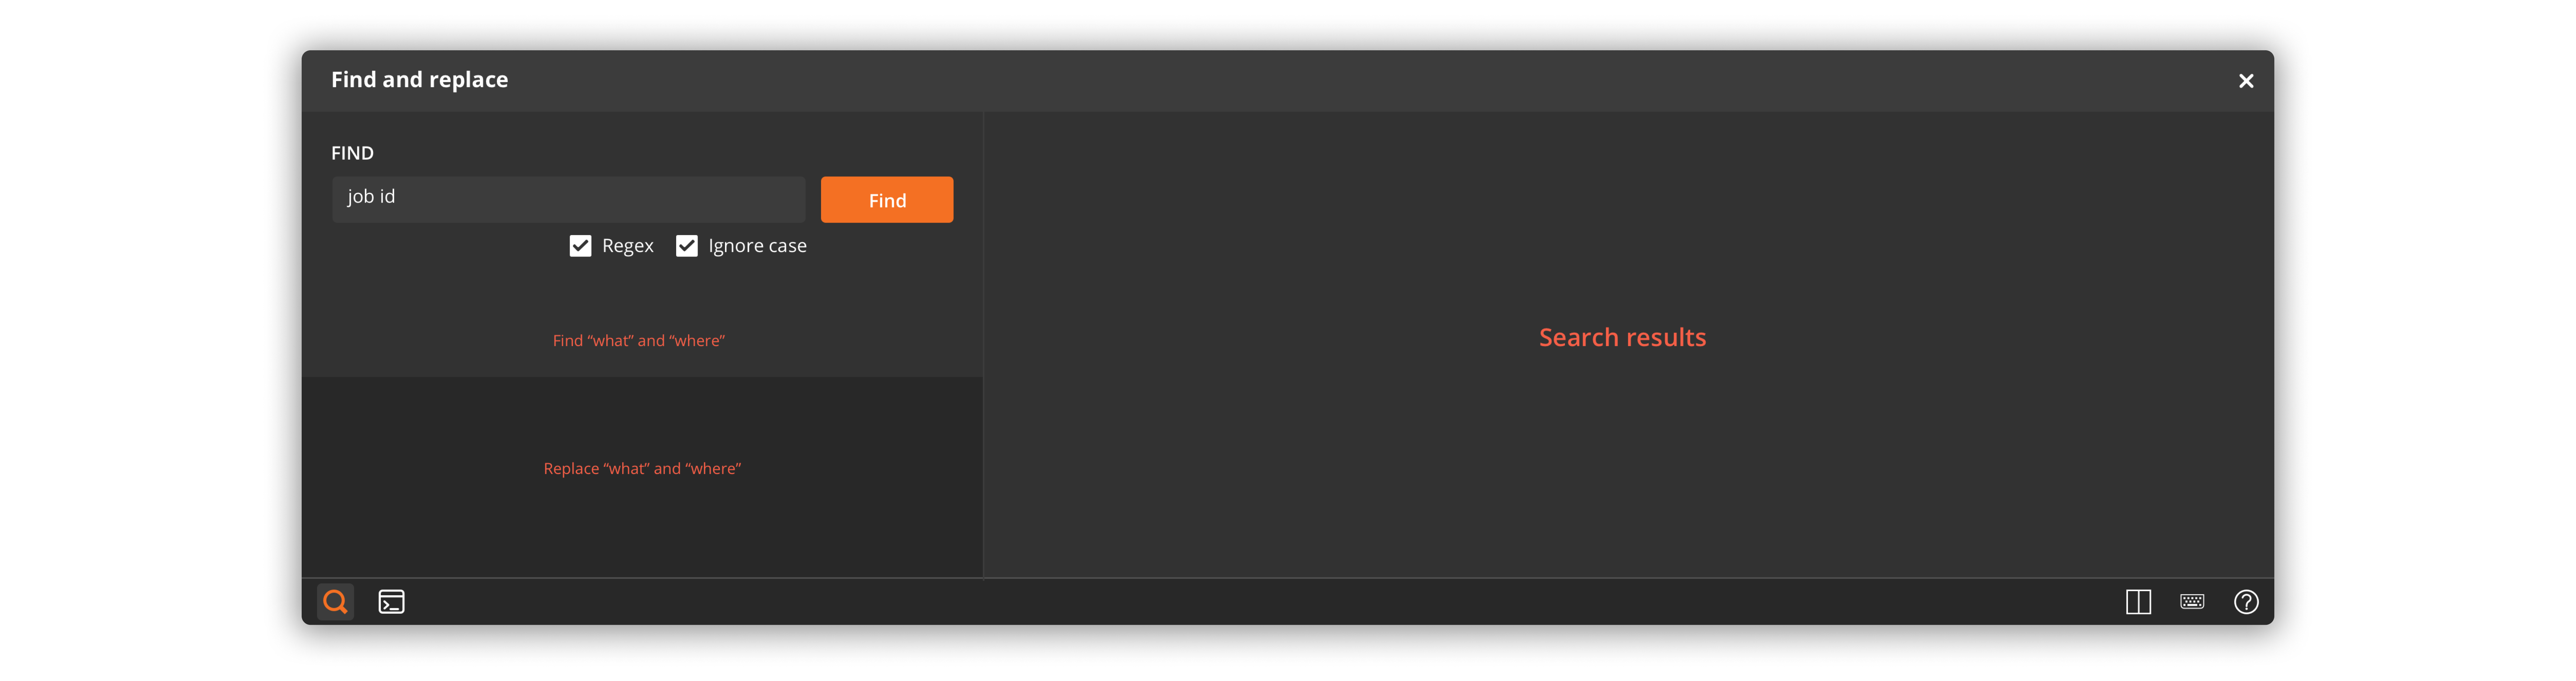 Find and replace
FIND
job id
Find
Regex
Ignore case
Find “what” and “where”
Replace “what” and “where”
Search results